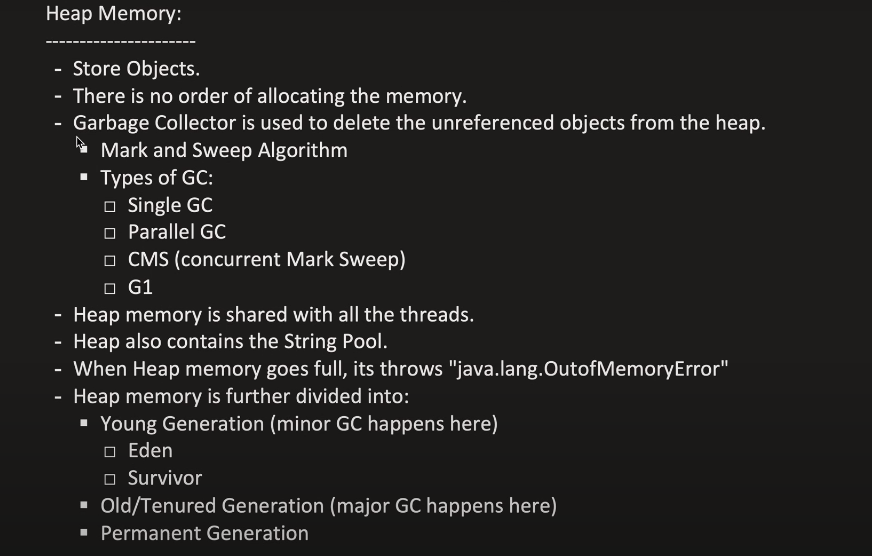 Heap Memory:
----------------------
- Store Objects.
- There is no order of allocating the memory.
- Garbage Collector is used to delete the unreferenced objects from the heap.
▪ Mark and Sweep Algorithm
▪ Types of GC:
□ Single GC
□ Parallel GC
□ CMS (concurrent Mark Sweep)
□ G1
- Heap memory is shared with all the threads.
- Heap also contains the String Pool.
- When Heap memory goes full, its throws "java.lang.OutofMemoryError"
- Heap memory is further divided into:
▪ Young Generation (minor GC happens here)
□ Eden
□ Survivor
▪ Old/Tenured Generation (major GC happens here)
▪ Permanent Generation